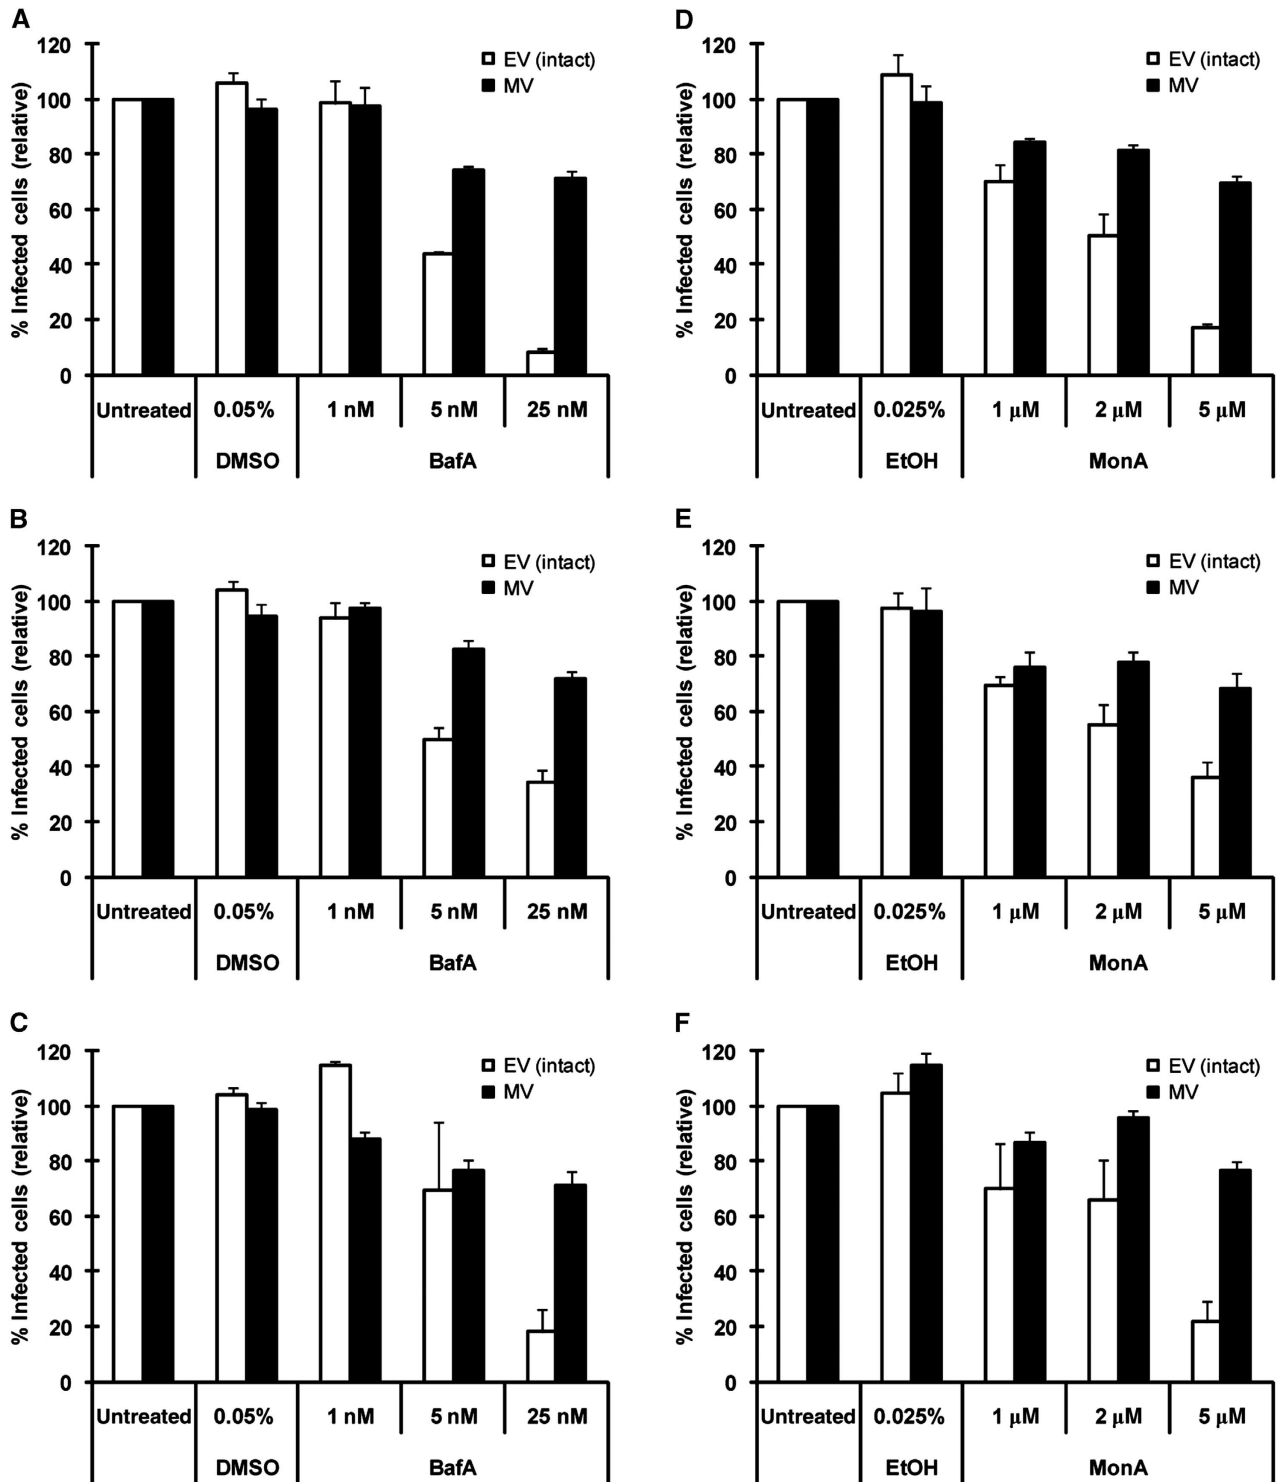 A
% Infected cells (relative)
120
100
80
60
40
20
0
EV (intact)
MV
Untreated 0.05% 1 nM 5 nM 25 nM
DMSO BafA
D
% Infected cells (relative)
120
100
80
60
40
20
0
EV (intact)
MV
Untreated 0.025% 1 μM 2 μM 5 μM
EtOH MonA
B
% Infected cells (relative)
120
100
80
60
40
20
0
EV (intact)
MV
Untreated 0.05% 1 nM 5 nM 25 nM
DMSO BafA
E
% Infected cells (relative)
120
100
80
60
40
20
0
EV (intact)
MV
Untreated 0.025% 1 μM 2 μM 5 μM
EtOH MonA
C
% Infected cells (relative)
120
100
80
60
40
20
0
EV (intact)
MV
Untreated 0.05% 1 nM 5 nM 25 nM
DMSO BafA
F
% Infected cells (relative)
120
100
80
60
40
20
0
EV (intact)
MV
Untreated 0.025% 1 μM 2 μM 5 μM
EtOH MonA